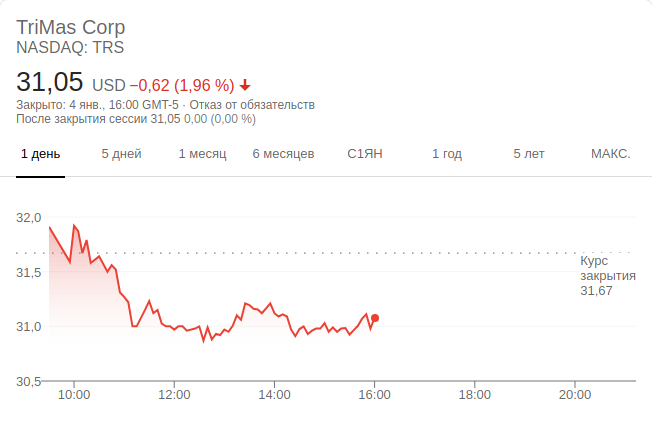 TriMas Corp
NASDAQ: TRS
31,05 USD −0,62 (1,96 %)
Закрыто: 4 янв., 16:00 GMT-5 · Отказ от обязательств
После закрытия сессии 31,05 0,00 (0,00 %)
1 день 5 дней 1 месяц 6 месяцев С1ЯН 1 год 5 лет МАКС.
32,0
31,5
31,0
30,5
Курс
закрытия
31,67
10:00 12:00 14:00 16:00 18:00 20:00